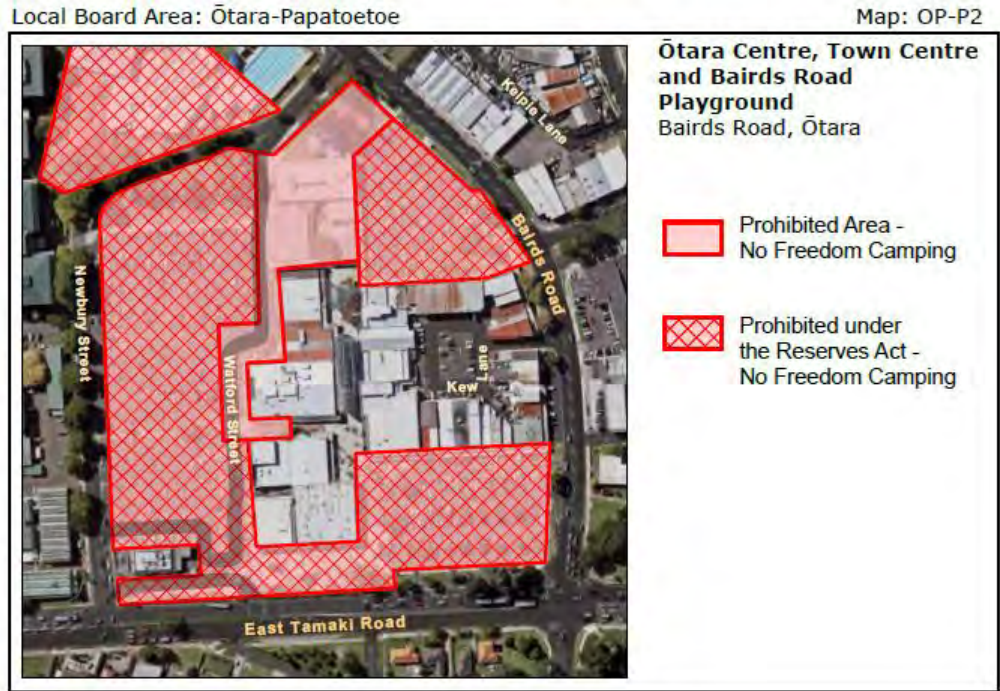 Local Board Area: Ōtara-Papatoetoe
Map: OP-P2
Ōtara Centre, Town Centre
and Bairds Road
Playground
Bairds Road, Ōtara
Prohibited Area -
No Freedom Camping
Prohibited under
the Reserves Act -
No Freedom Camping
Kelpie Lane
Bairds Road
Newbury Street
Watford Street
Kew Lane
East Tamaki Road